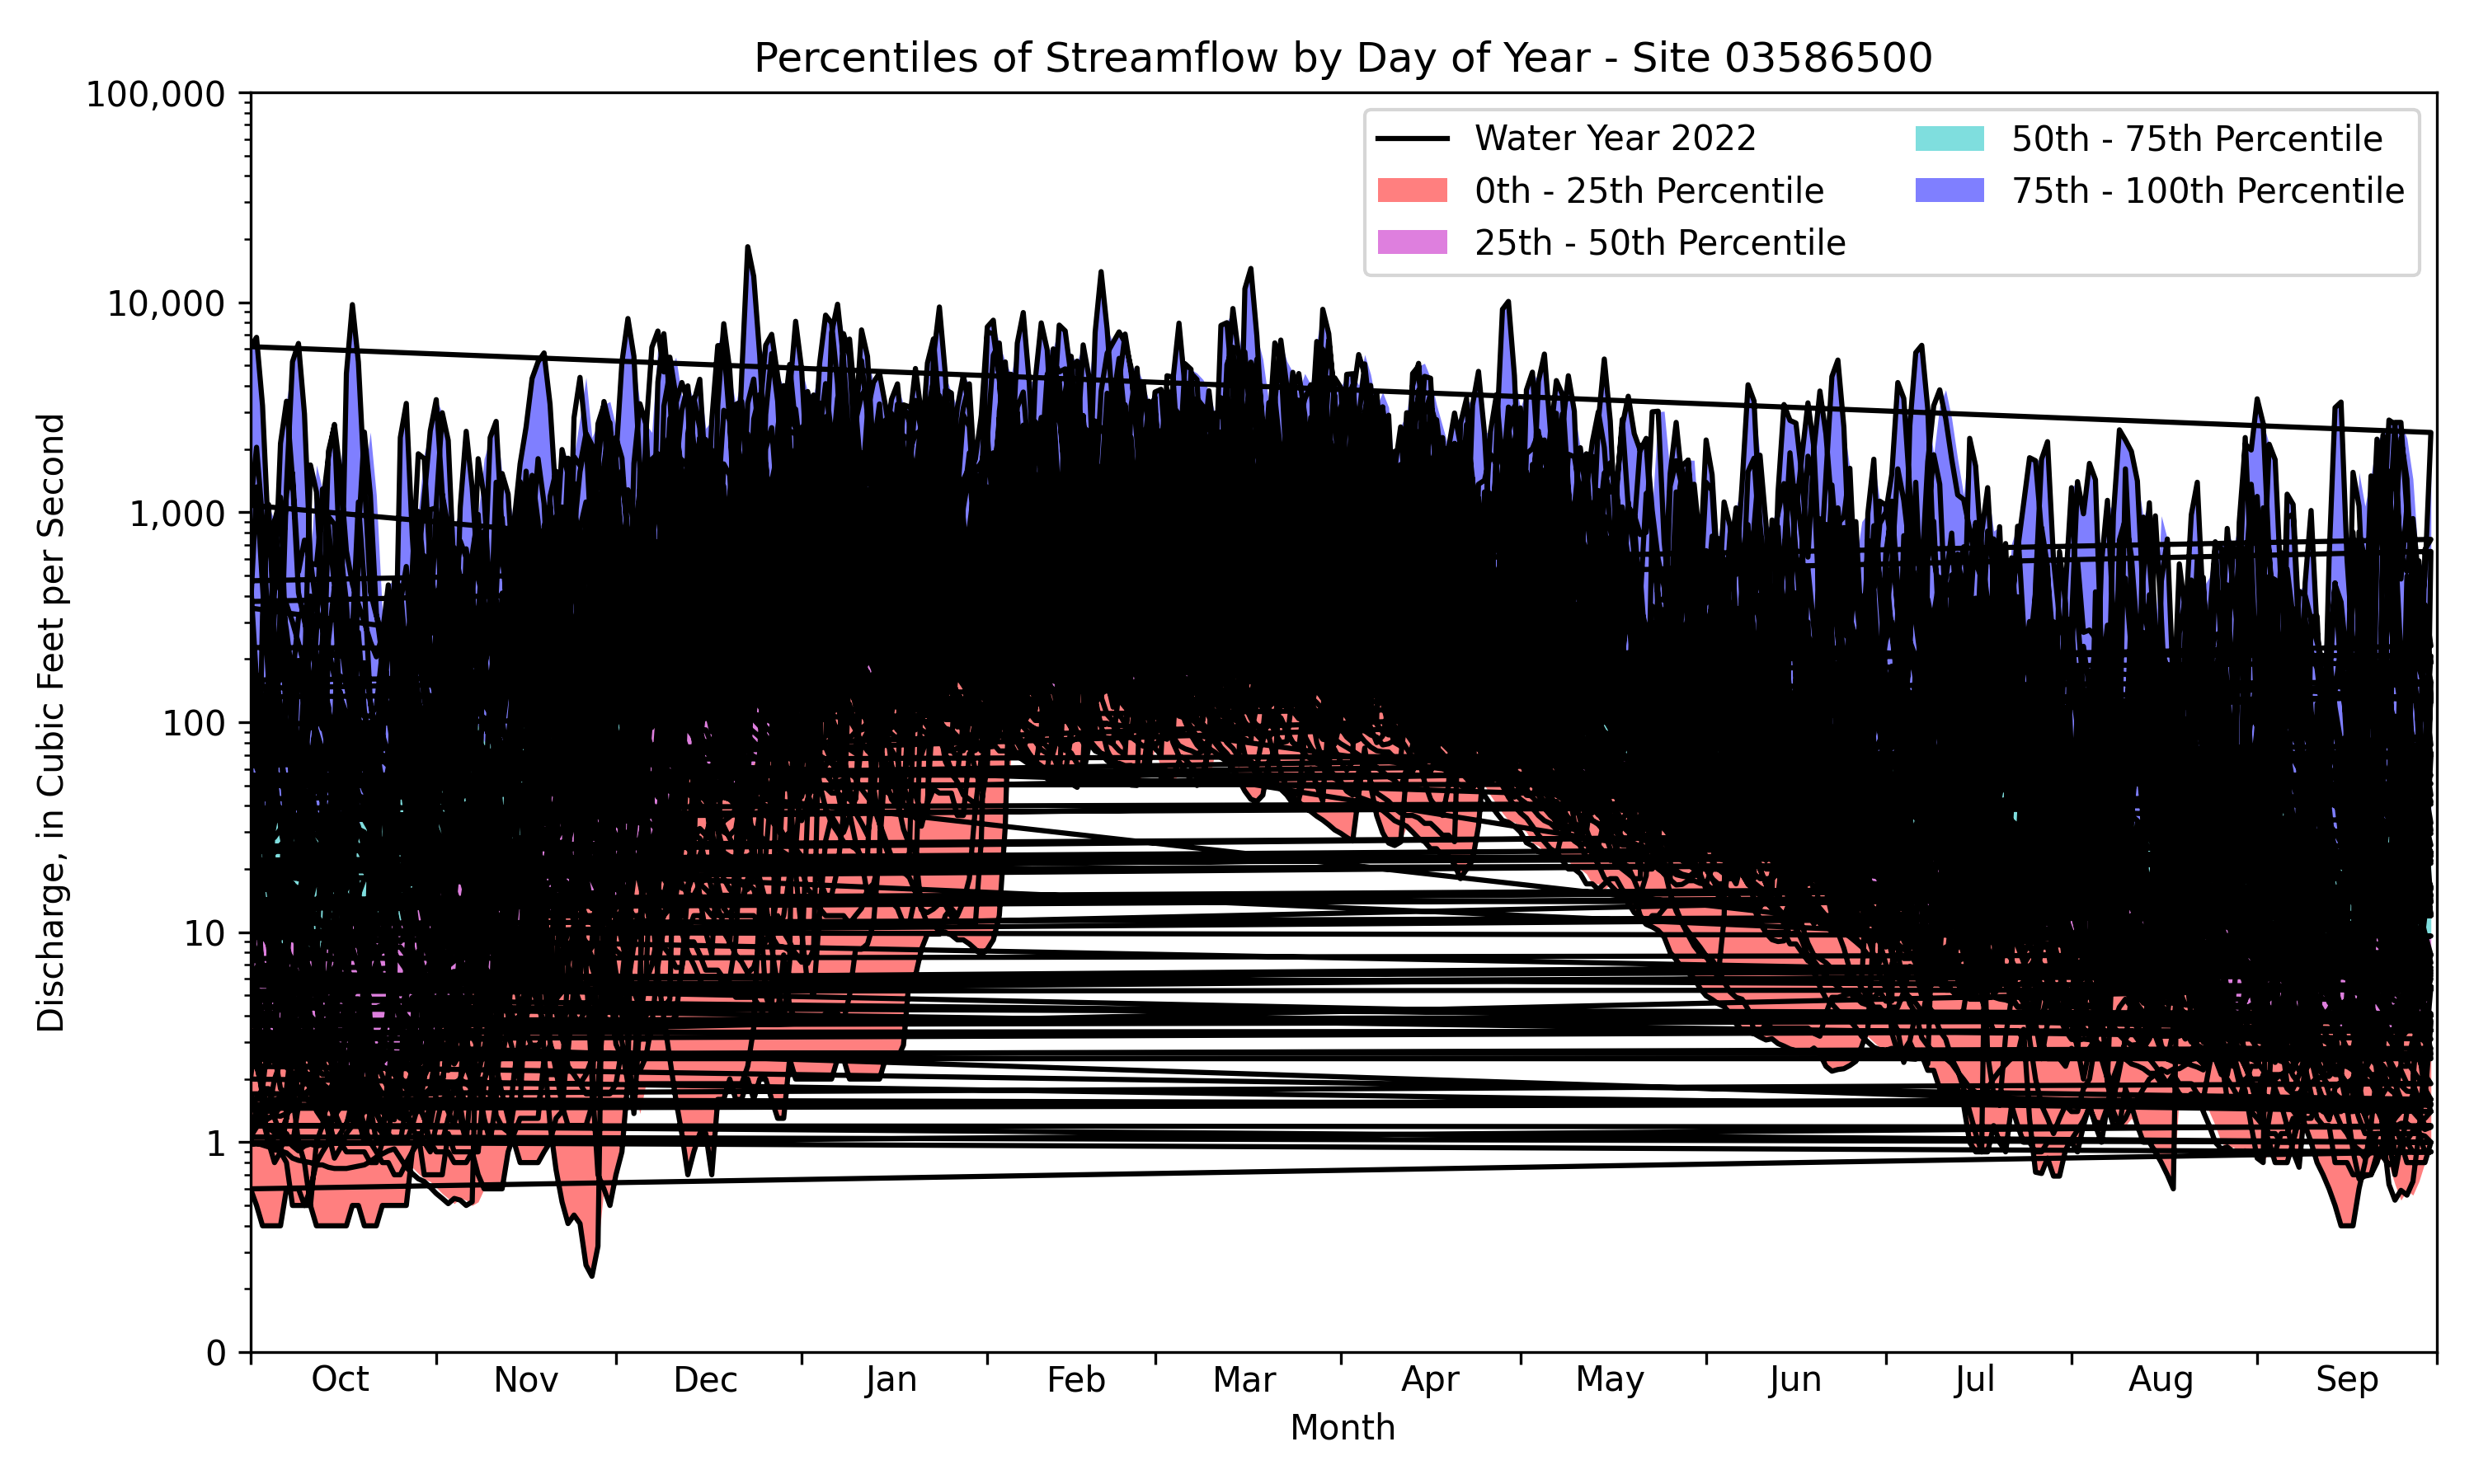 Percentiles of Streamflow by Day of Year - Site 03586500
100,000
10,000
1,000
100
10
1
0
Discharge, in Cubic Feet per Second
Water Year 2022
0th - 25th Percentile
25th - 50th Percentile
50th - 75th Percentile
75th - 100th Percentile
Oct Nov Dec Jan Feb Mar Apr May Jun Jul Aug Sep
Month